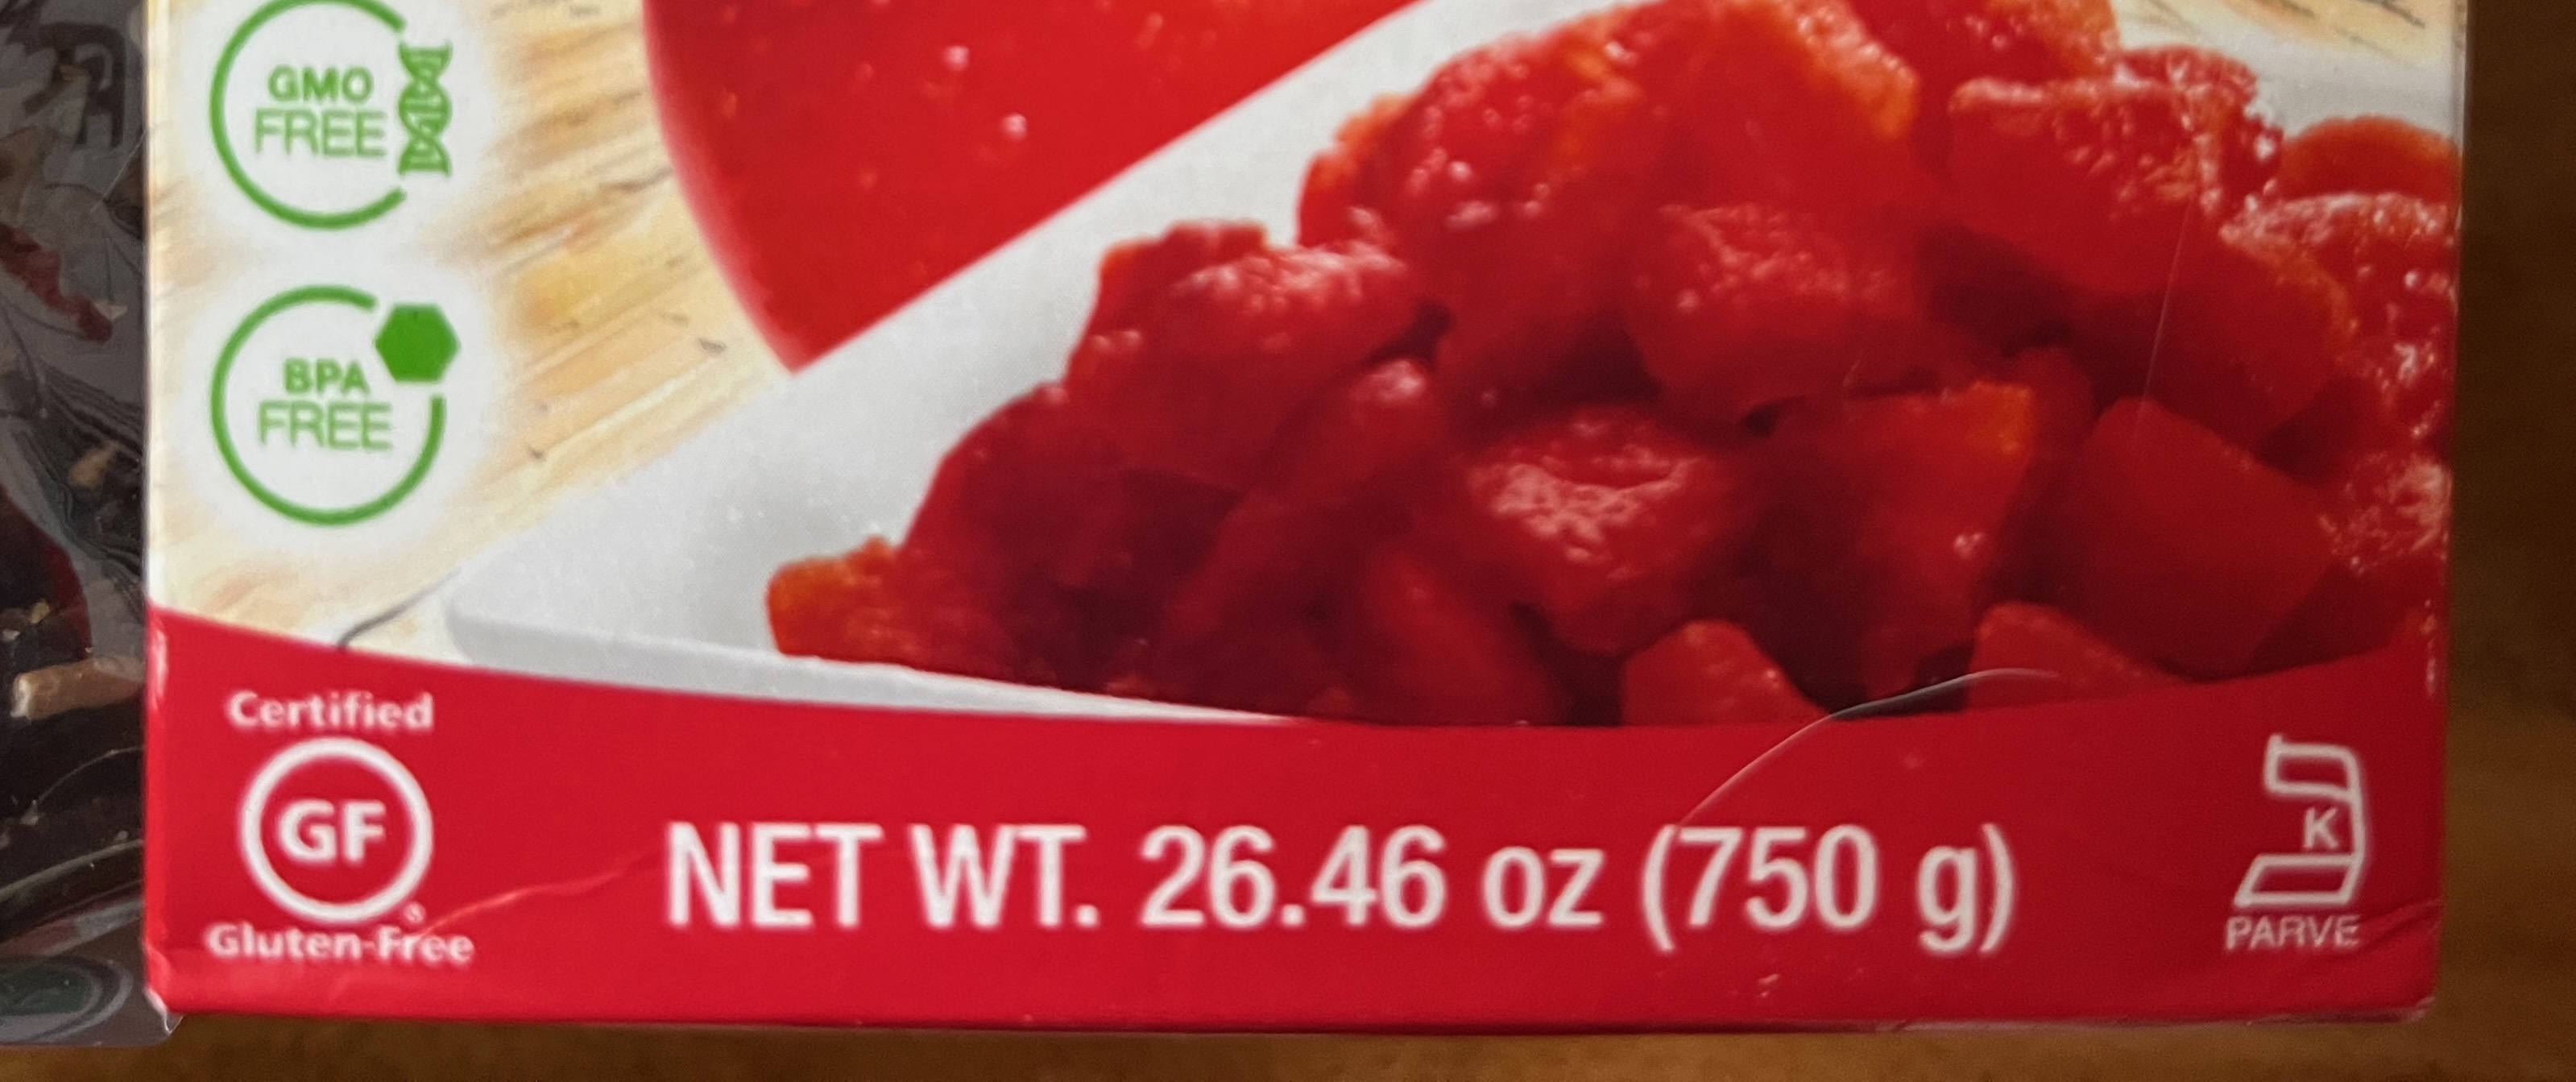 GMO
FREE
BPA
FREE
Certified
GF
®
Gluten-Free
NET WT. 26.46 oz (750 g)
K
PARVE